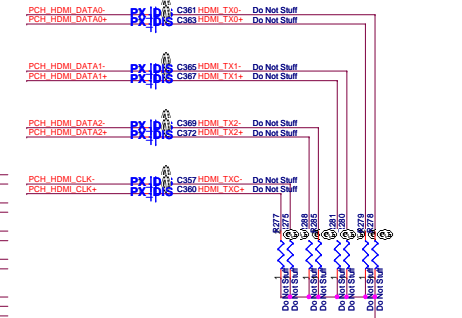 PCH_HDMI_DATA0- PX DIS C361 HDMI_TX0- Do Not Stuff
PCH_HDMI_DATA0+ PX DIS C363 HDMI_TX0+ Do Not Stuff
PCH_HDMI_DATA1- PX DIS C365 HDMI_TX1- Do Not Stuff
PCH_HDMI_DATA1+ PX DIS C367 HDMI_TX1+ Do Not Stuff
PCH_HDMI_DATA2- PX DIS C369 HDMI_TX2- Do Not Stuff
PCH_HDMI_DATA2+ PX DIS C372 HDMI_TX2+ Do Not Stuff
PCH_HDMI_CLK- PX DIS C357 HDMI_TXC- Do Not Stuff
PCH_HDMI_CLK+ PX DIS C360 HDMI_TXC+ Do Not Stuff
R277 R275 R288 R285 R281 R280 R279 R278
1 1 1 1
Do Not Stuff Do Not Stuff Do Not Stuff Do Not Stuff Do Not Stuff Do Not Stuff Do Not Stuff Do Not Stuff